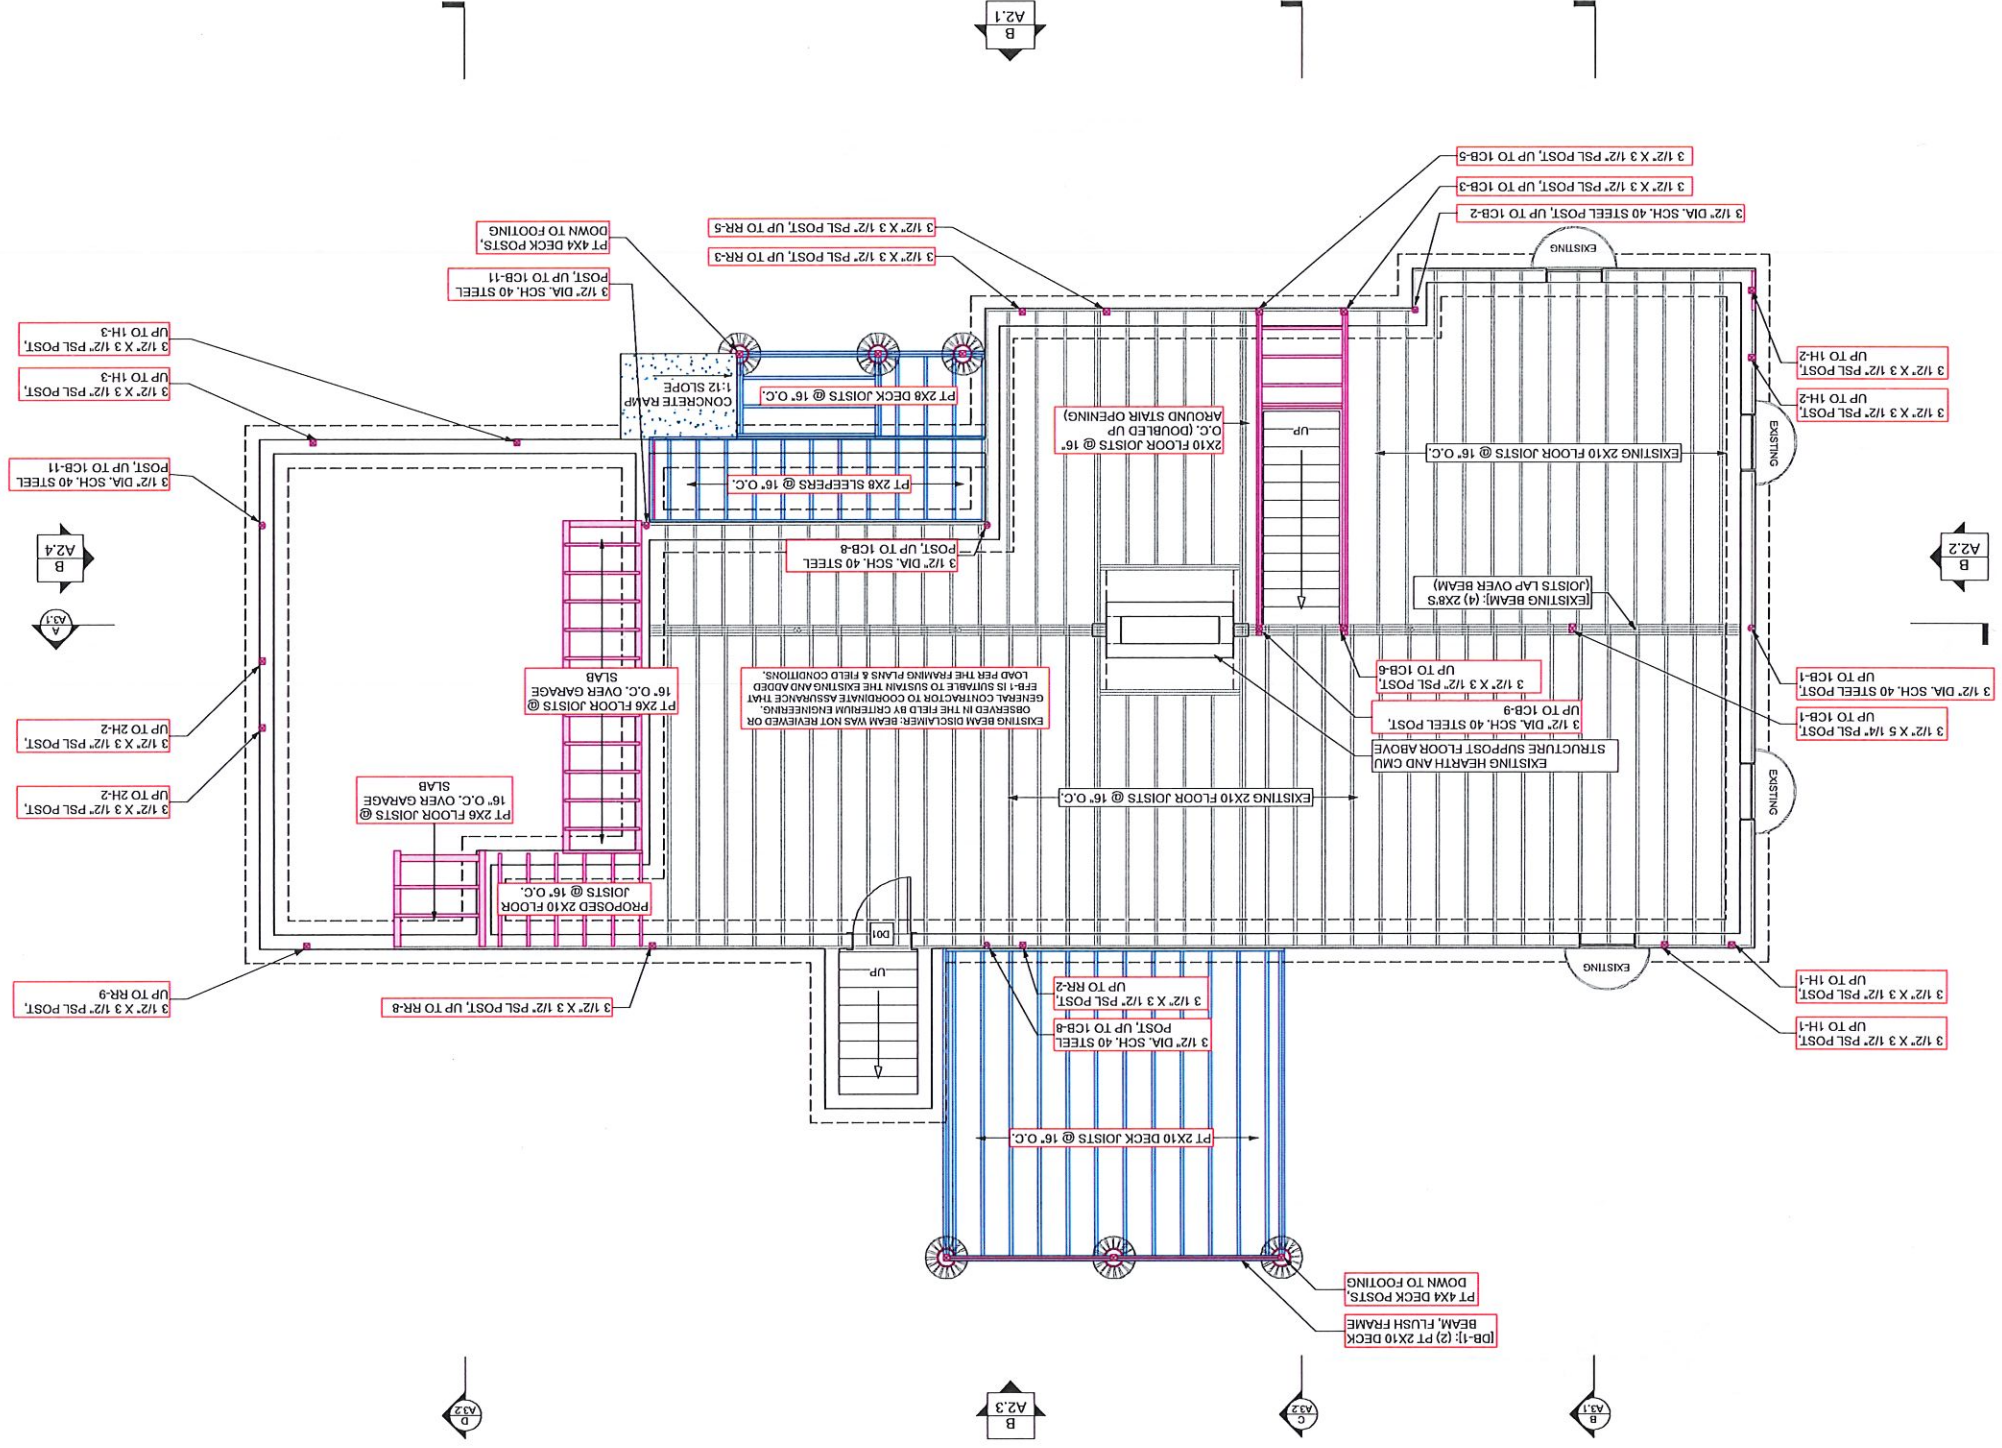 B
A3.1
C
A3.2
B
A2.3
D
A3.2
[DB-1]: (2) PT 2X10 DECK
BEAM, FLUSH FRAME
PT 4X4 DECK POSTS,
DOWN TO FOOTING
PT 2X10 DECK JOISTS @ 16" O.C.
3 1/2" X 3 1/2" PSL POST,
UP TO 1H-1
3 1/2" X 3 1/2" PSL POST,
UP TO 1H-1
3 1/2" DIA. SCH. 40 STEEL
POST, UP TO 1CB-8
3 1/2" X 3 1/2" PSL POST,
UP TO RR-2
UP
3 1/2" X 3 1/2" PSL POST, UP TO RR-8
3 1/2" X 3 1/2" PSL POST,
UP TO RR-9
EXISTING
D01
PROPOSED 2X10 FLOOR
JOISTS @ 16" O.C.
PT 2X6 FLOOR JOISTS @
16" O.C. OVER GARAGE
SLAB
3 1/2" X 3 1/2" PSL POST,
UP TO 2H-2
3 1/2" X 3 1/2" PSL POST,
UP TO 2H-2
EXISTING
EXISTING 2X10 FLOOR JOISTS @ 16" O.C.
EXISTING HEARTH AND CMU
STRUCTURE SUPPOST FLOOR ABOVE
3 1/2" X 5 1/4" PSL POST,
UP TO 1CB-1
3 1/2" DIA. SCH. 40 STEEL POST,
UP TO 1CB-1
3 1/2" DIA. SCH. 40 STEEL POST,
UP TO 1CB-9
3 1/2" X 3 1/2" PSL POST,
UP TO 1CB-6
EXISTING BEAM DISCLAIMER: BEAM WAS NOT REVIEWED OR
OBSERVED IN THE FIELD BY CRITERIUM ENGINEERING.
GENERAL CONTRACTOR TO COORDINATE ASSURANCE THAT
EFB-1 IS SUITABLE TO SUSTAIN THE EXISTING AND ADDED
LOAD PER THE FRAMING PLANS & FIELD CONDITIONS.
PT 2X6 FLOOR JOISTS @
16" O.C. OVER GARAGE
SLAB
A
A3.1
[EXISTING BEAM]: (4) 2X8'S
(JOISTS LAP OVER BEAM)
B
A2.2
B
A2.4
3 1/2" DIA. SCH. 40 STEEL
POST, UP TO 1CB-8
PT 2X8 SLEEPERS @ 16" O.C.
3 1/2" DIA. SCH. 40 STEEL
POST, UP TO 1CB-11
EXISTING
EXISTING 2X10 FLOOR JOISTS @ 16" O.C.
UP
2X10 FLOOR JOISTS @ 16"
O.C. (DOUBLED UP
AROUND STAIR OPENING)
3 1/2" X 3 1/2" PSL POST,
UP TO 1H-2
3 1/2" X 3 1/2" PSL POST,
UP TO 1H-2
PT 2X8 DECK JOISTS @ 16" O.C.
CONCRETE RAMP
1:12 SLOPE
3 1/2" X 3 1/2" PSL POST,
UP TO 1H-3
3 1/2" X 3 1/2" PSL POST,
UP TO 1H-3
3 1/2" DIA. SCH. 40 STEEL
POST, UP TO 1CB-11
PT 4X4 DECK POSTS,
DOWN TO FOOTING
3 1/2" X 3 1/2" PSL POST, UP TO RR-3
3 1/2" X 3 1/2" PSL POST, UP TO RR-5
EXISTING
3 1/2" DIA. SCH. 40 STEEL POST, UP TO 1CB-2
3 1/2" X 3 1/2" PSL POST, UP TO 1CB-3
3 1/2" X 3 1/2" PSL POST, UP TO 1CB-5
B
A2.1